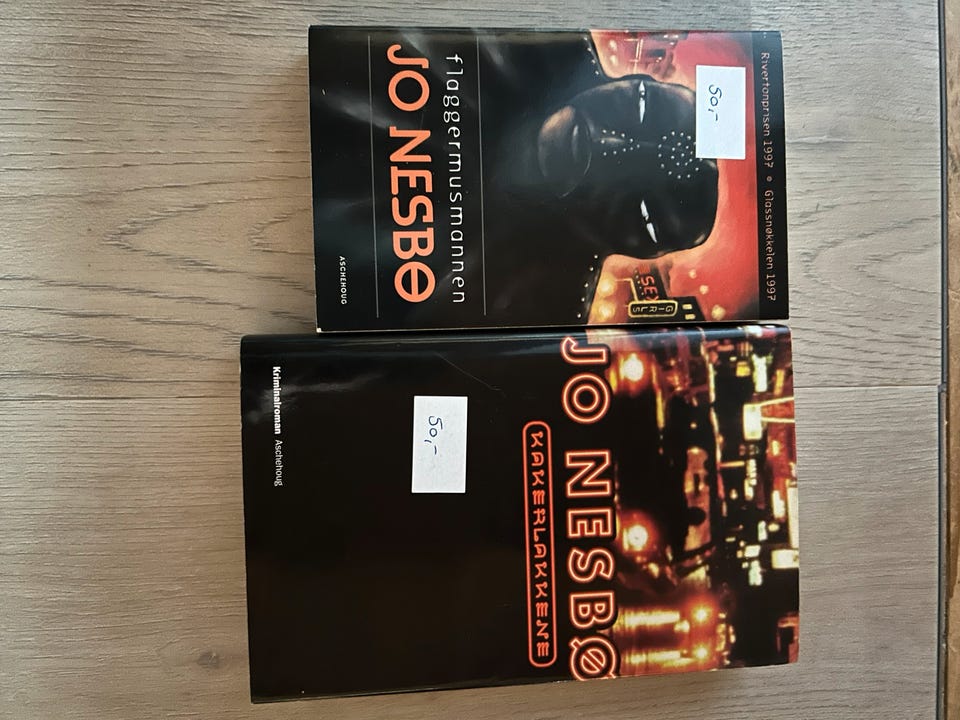 Rivertonprisen 1997 • Glassnøkkelen 1997
50,-
SEX
GIRLS
flaggermusmannen
JO NESBØ
ASCHEHOUG
JO NESBØ
KAKERLAKKENE
50,-
Kriminalroman Aschehoug